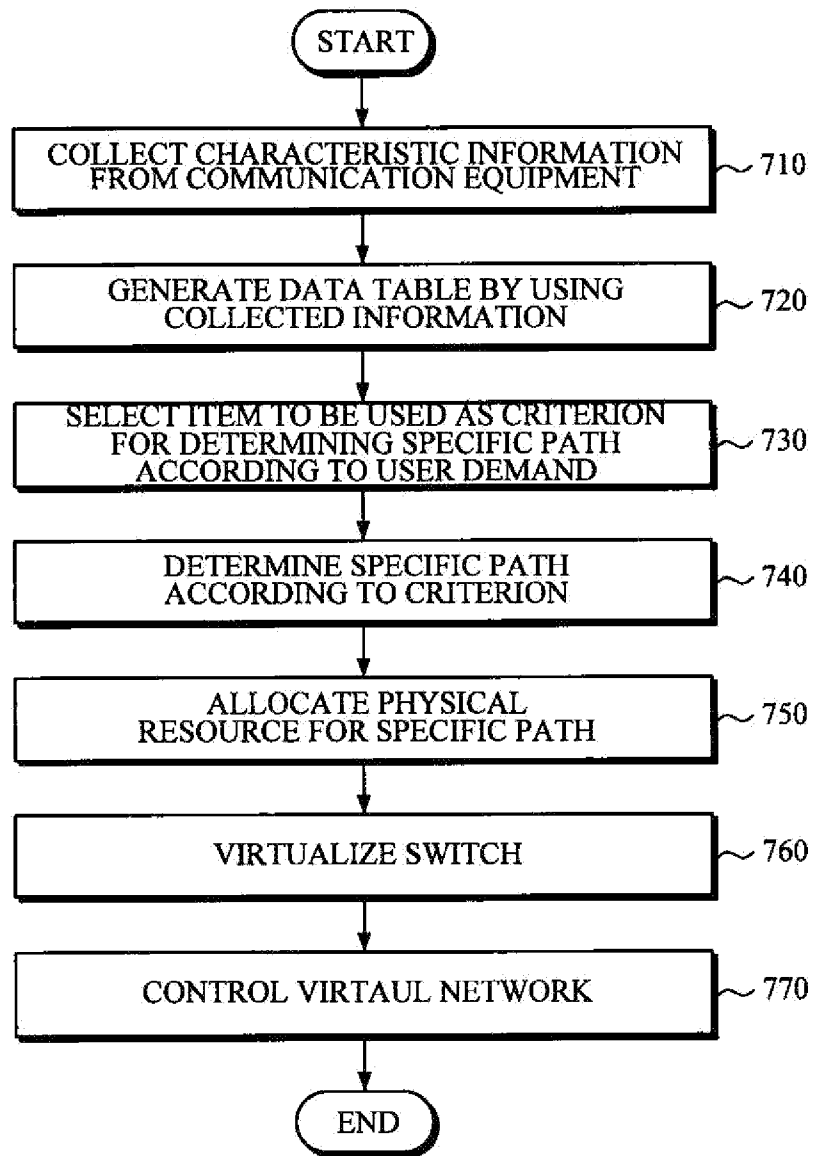 START
COLLECT CHARACTERISTIC INFORMATION
FROM COMMUNICATION EQUIPMENT
710
GENERATE DATA TABLE BY USING
COLLECTED INFORMATION
720
SELECT ITEM TO BE USED AS CRITERION
FOR DETERMINING SPECIFIC PATH
ACCORDING TO USER DEMAND
730
DETERMINE SPECIFIC PATH
ACCORDING TO CRITERION
740
ALLOCATE PHYSICAL
RESOURCE FOR SPECIFIC PATH
750
VIRTUALIZE SWITCH
760
CONTROL VIRTAUL NETWORK
770
END